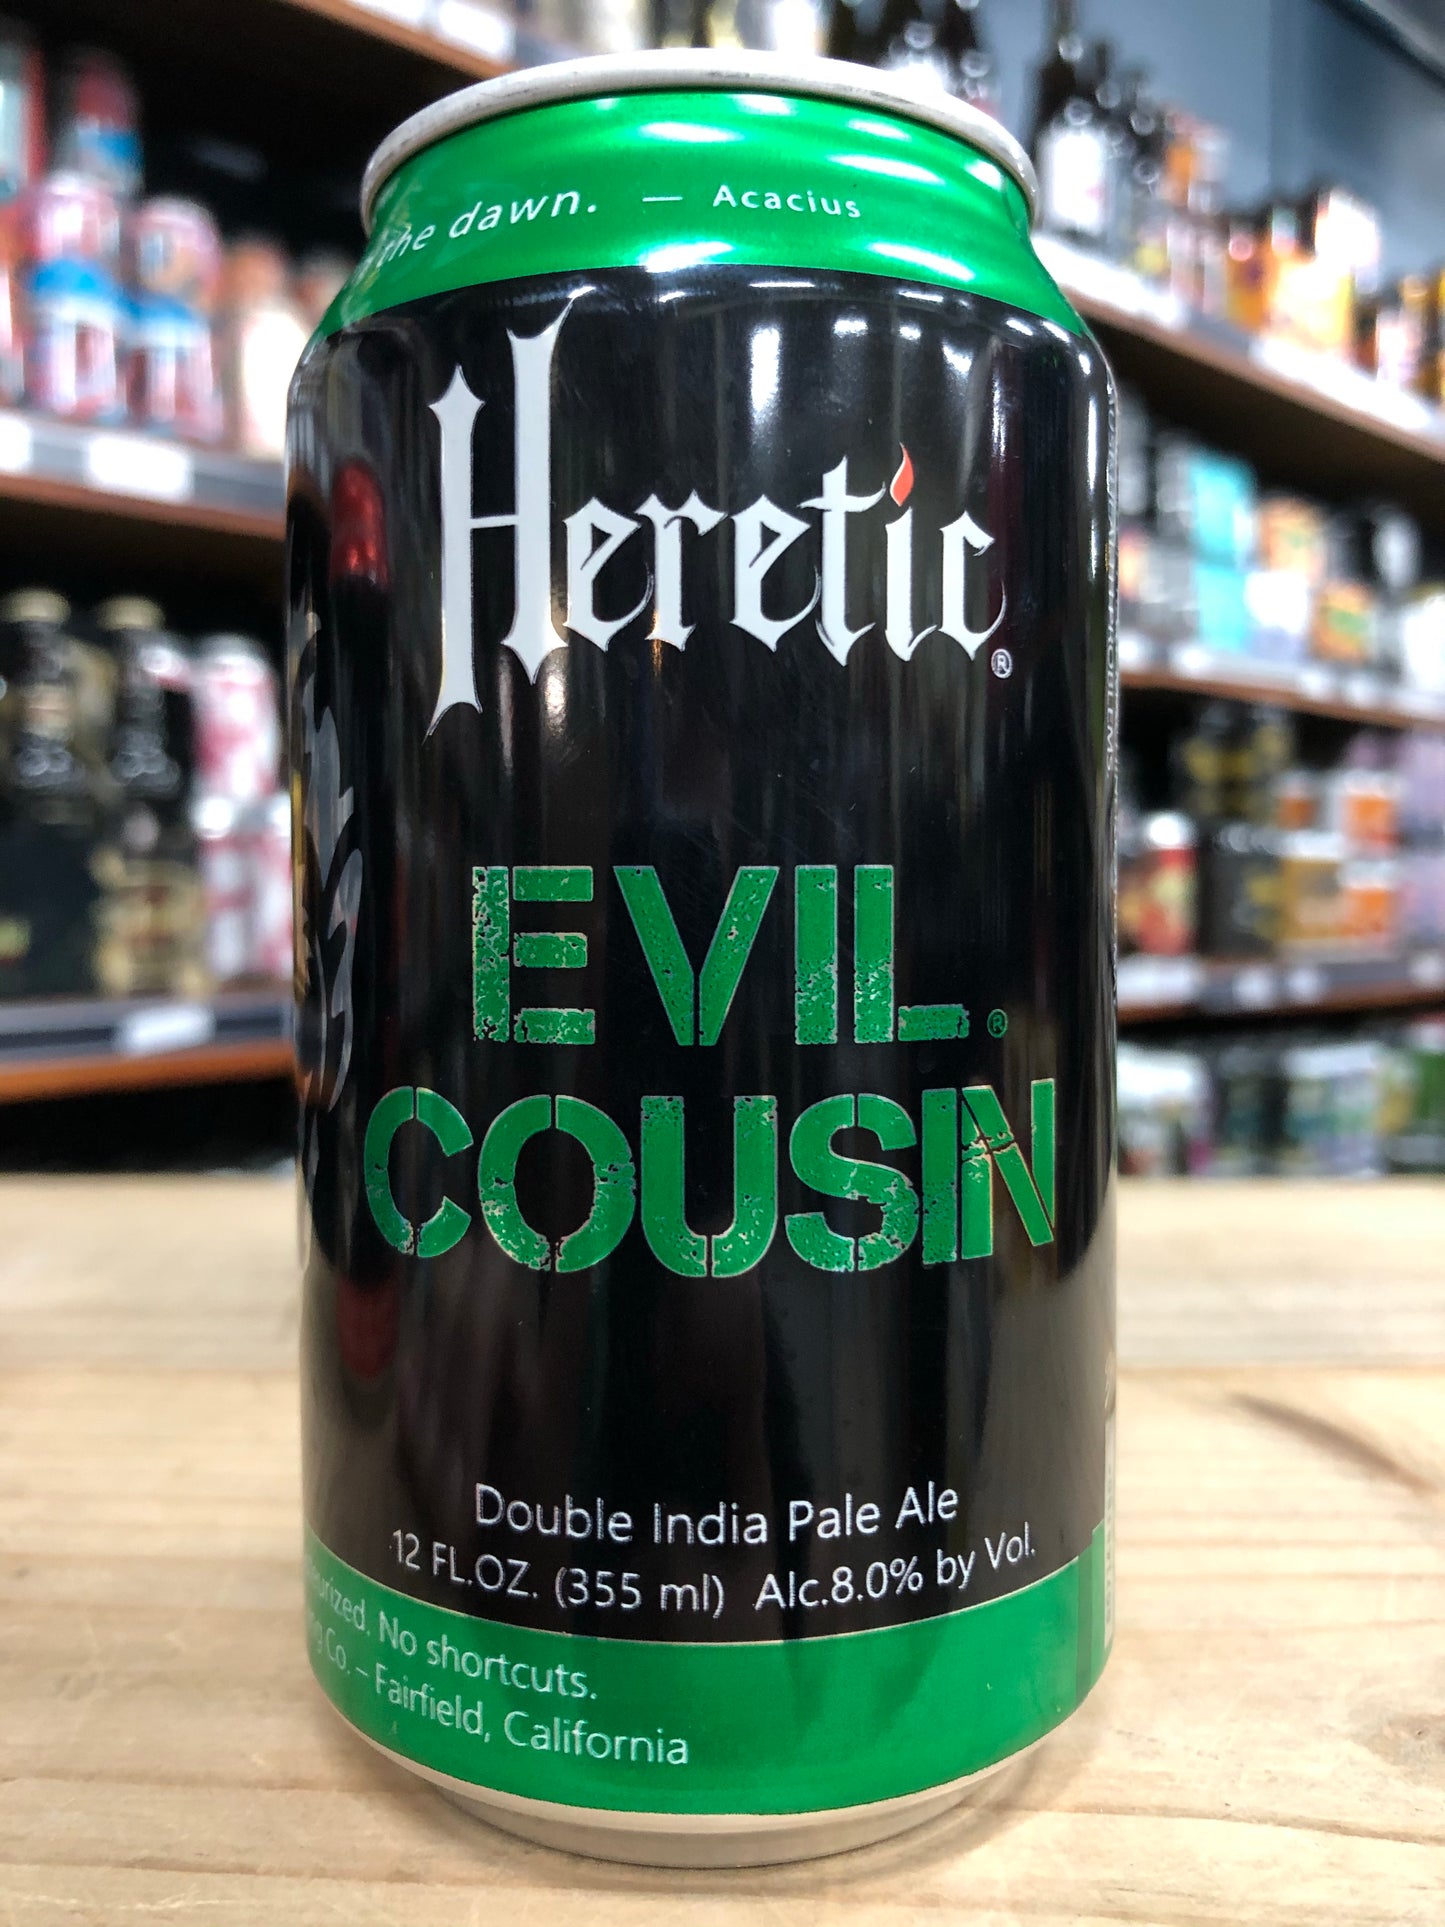 the dawn. — Acacius
Heretic®
EVIL®
COUSIN
Double India Pale Ale
12 FL.OZ. (355 ml) Alc.8.0% by Vol.
No shortcuts.
Co. – Fairfield, California